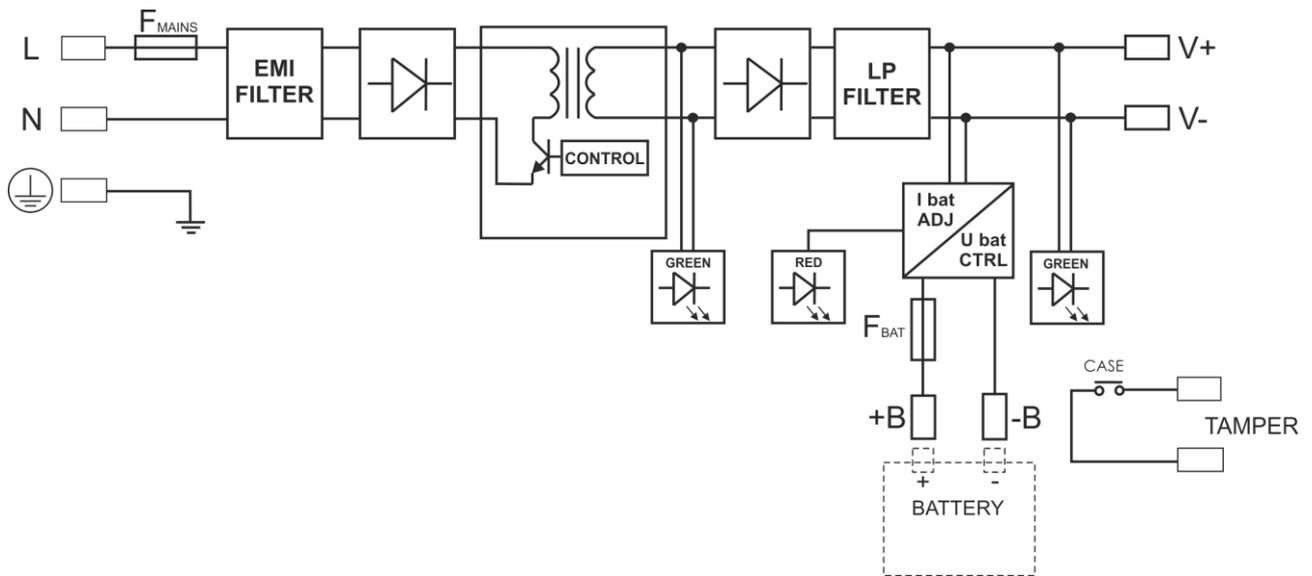 L
F MAINS
EMI
FILTER
LP
FILTER
V+
N
V-
CONTROL
I bat
ADJ
U bat
CTRL
GREEN
RED
GREEN
F BAT
CASE
+B
-B
TAMPER
+
-
BATTERY